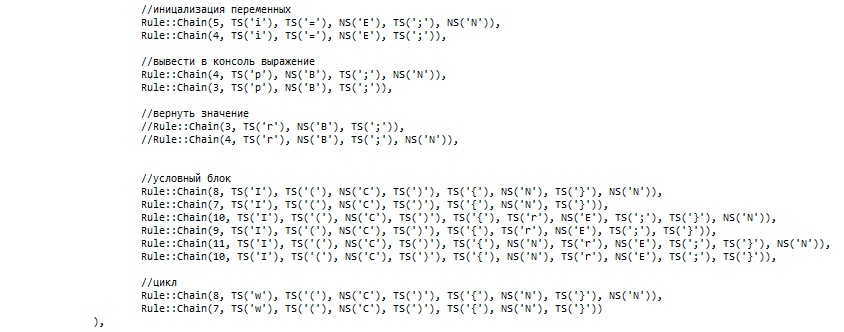 //иницализация переменных
Rule::Chain(5, TS('i'), TS('='), NS('E'), TS(';'), NS('N')),
Rule::Chain(4, TS('i'), TS('='), NS('E'), TS(';')),
//вывести в консоль выражение
Rule::Chain(4, TS('p'), NS('B'), TS(';'), NS('N')),
Rule::Chain(3, TS('p'), NS('B'), TS(';')),
//вернуть значение
//Rule::Chain(3, TS('r'), NS('B'), TS(';')),
//Rule::Chain(4, TS('r'), NS('B'), TS(';'), NS('N')),
//условный блок
Rule::Chain(8, TS('I'), TS('('), NS('C'), TS(')'), TS('{'), NS('N'), TS('}'), NS('N')),
Rule::Chain(7, TS('I'), TS('('), NS('C'), TS(')'), TS('{'), NS('N'), TS('}')),
Rule::Chain(10, TS('I'), TS('('), NS('C'), TS(')'), TS('{'), TS('r'), NS('E'), TS(';'), TS('}'), NS('N')),
Rule::Chain(9, TS('I'), TS('('), NS('C'), TS(')'), TS('{'), TS('r'), NS('E'), TS(';'), TS('}')),
Rule::Chain(11, TS('I'), TS('('), NS('C'), TS(')'), TS('{'), NS('N'), TS('r'), NS('E'), TS(';'), TS('}'), NS('N')),
Rule::Chain(10, TS('I'), TS('('), NS('C'), TS(')'), TS('{'), NS('N'), TS('r'), NS('E'), TS(';'), TS('}')),
//цикл
Rule::Chain(8, TS('w'), TS('('), NS('C'), TS(')'), TS('{'), NS('N'), TS('}'), NS('N')),
Rule::Chain(7, TS('w'), TS('('), NS('C'), TS(')'), TS('{'), NS('N'), TS('}'))
),